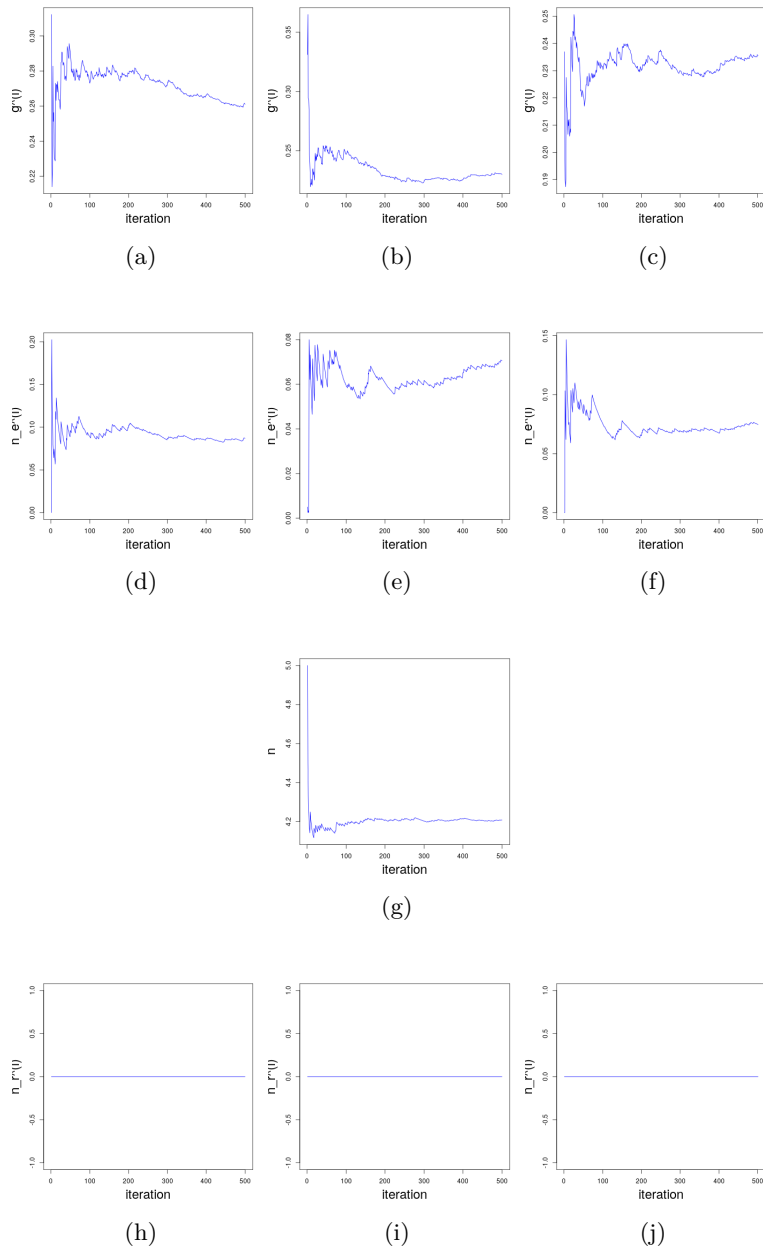 g^(l)
0.22 0.24 0.26 0.28 0.30
0 100 200 300 400 500
iteration
(a)
g^(l)
0.25 0.30 0.35
0 100 200 300 400 500
iteration
(b)
g^(l)
0.19 0.20 0.21 0.22 0.23 0.24 0.25
0 100 200 300 400 500
iteration
(c)
n_e^(l)
0.00 0.05 0.10 0.15 0.20
0 100 200 300 400 500
iteration
(d)
n_e^(l)
0.00 0.02 0.04 0.06 0.08
0 100 200 300 400 500
iteration
(e)
n_e^(l)
0.00 0.05 0.10 0.15
0 100 200 300 400 500
iteration
(f)
n
4.2 4.4 4.6 4.8 5.0
0 100 200 300 400 500
iteration
(g)
n_r^(l)
-1.0 -0.5 0.0 0.5 1.0
0 100 200 300 400 500
iteration
(h)
n_r^(l)
-1.0 -0.5 0.0 0.5 1.0
0 100 200 300 400 500
iteration
(i)
n_r^(l)
-1.0 -0.5 0.0 0.5 1.0
0 100 200 300 400 500
iteration
(j)